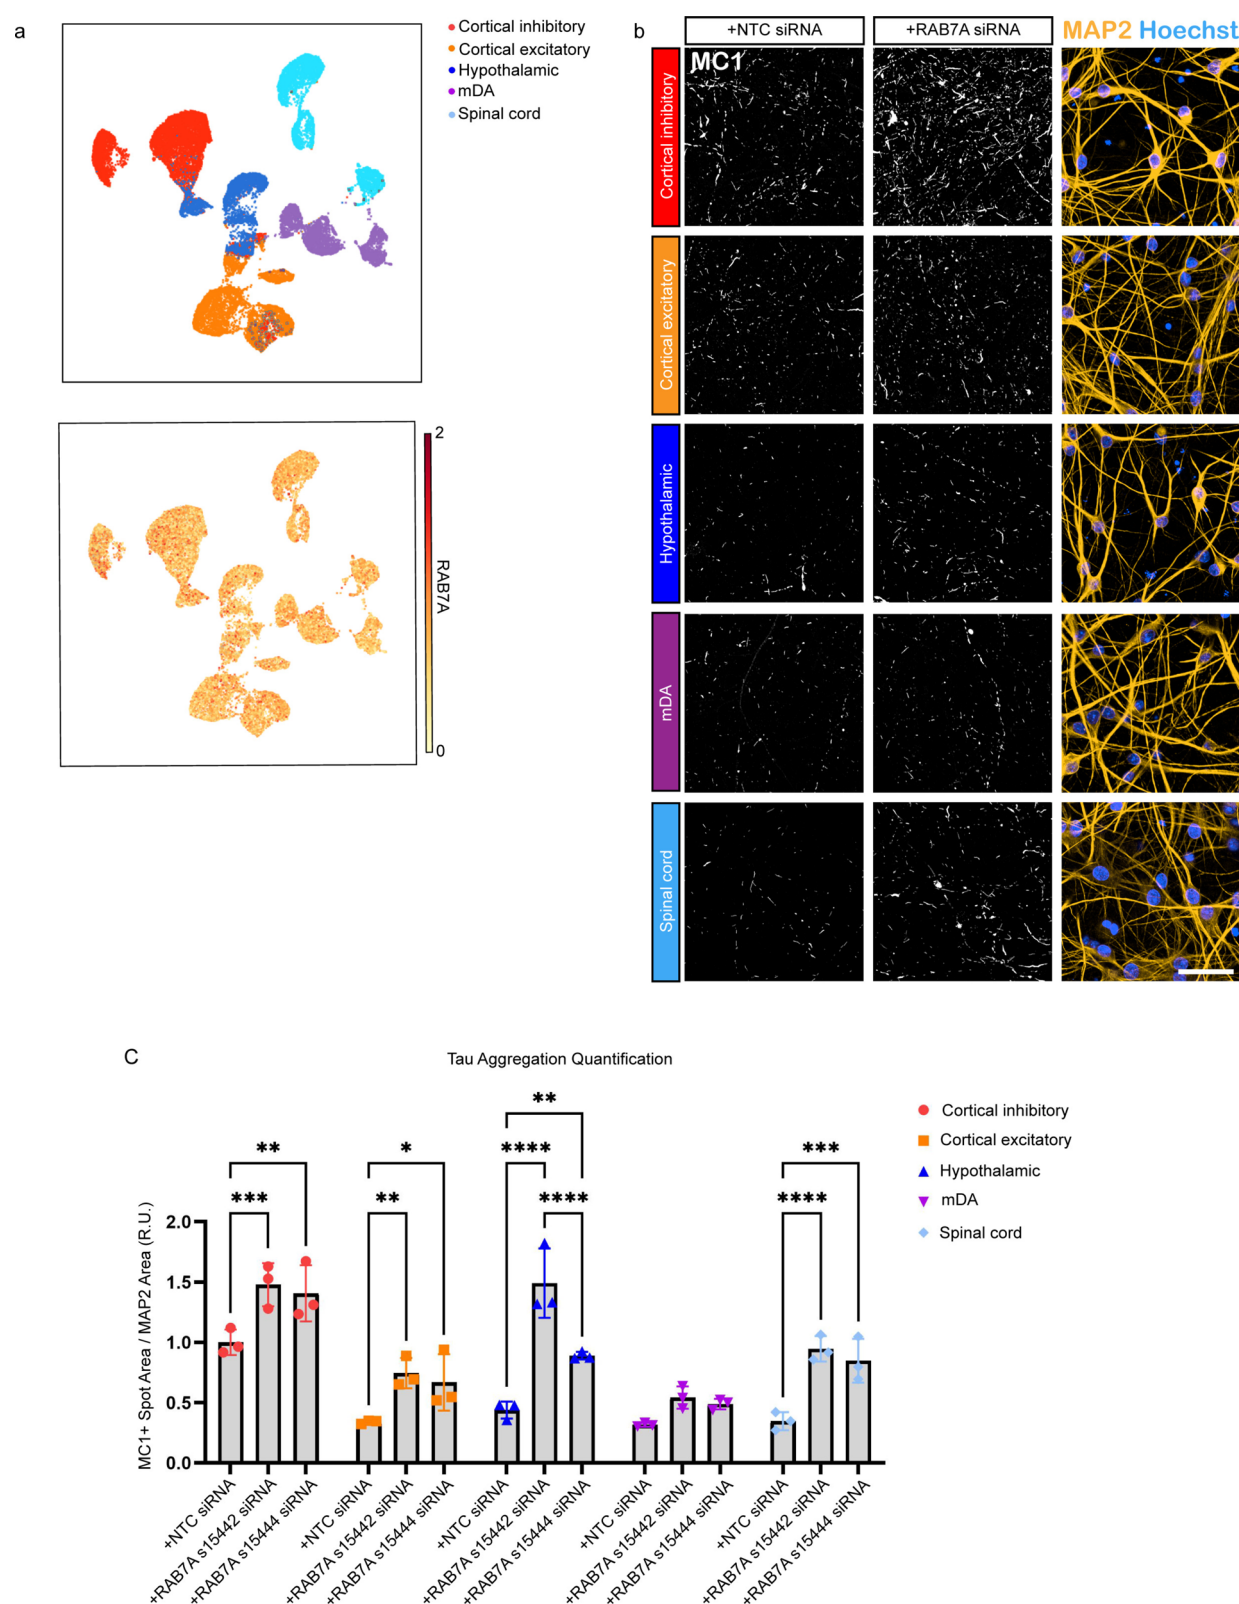 a
Cortical inhibitory
Cortical excitatory
Hypothalamic
mDA
Spinal cord
2
RAB7A
0
b
+NTC siRNA
+RAB7A siRNA
MAP2 Hoechst
MC1
Cortical inhibitory
Cortical excitatory
Hypothalamic
mDA
Spinal cord
C
Tau Aggregation Quantification
** * ** ***
*** ** **** **** ****
MC1+ Spot Area / MAP2 Area (R.U.)
2.0
1.5
1.0
0.5
0.0
+NTC siRNA
+RAB7A s15442 siRNA
+RAB7A s15444 siRNA
+NTC siRNA
+RAB7A s15442 siRNA
+RAB7A s15444 siRNA
+NTC siRNA
+RAB7A s15442 siRNA
+RAB7A s15444 siRNA
+NTC siRNA
+RAB7A s15442 siRNA
+RAB7A s15444 siRNA
+NTC siRNA
+RAB7A s15442 siRNA
+RAB7A s15444 siRNA
Cortical inhibitory
Cortical excitatory
Hypothalamic
mDA
Spinal cord